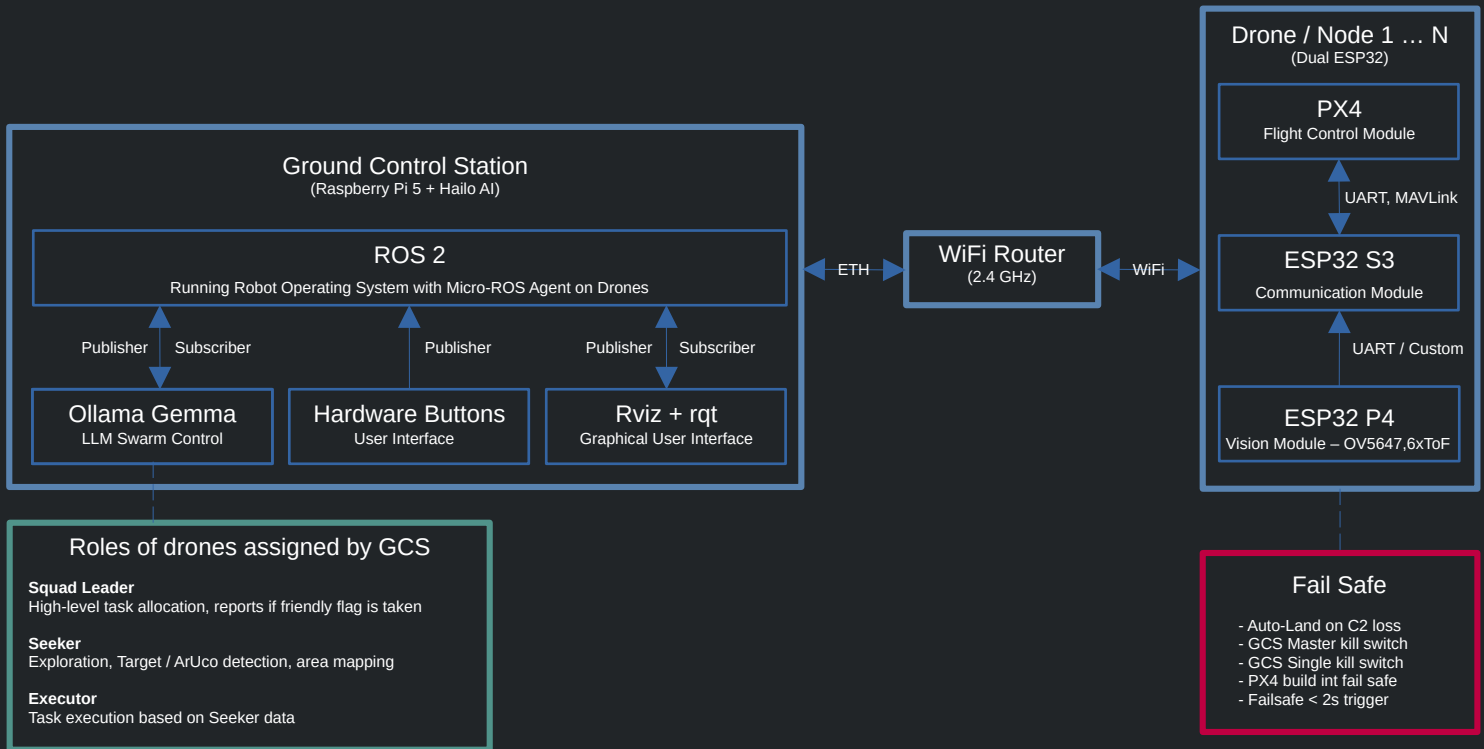 Ground Control Station
(Raspberry Pi 5 + Hailo AI)
ROS 2
Running Robot Operating System with Micro-ROS Agent on Drones
Publisher
Subscriber
Publisher
Publisher
Subscriber
Ollama Gemma
LLM Swarm Control
Hardware Buttons
User Interface
Rviz + rqt
Graphical User Interface
ETH
WiFi Router
(2.4 GHz)
WiFi
Drone / Node 1 … N
(Dual ESP32)
PX4
Flight Control Module
UART, MAVLink
ESP32 S3
Communication Module
UART / Custom
ESP32 P4
Vision Module – OV5647,6xToF
Roles of drones assigned by GCS
Squad Leader
High-level task allocation, reports if friendly flag is taken
Seeker
Exploration, Target / ArUco detection, area mapping
Executor
Task execution based on Seeker data
Fail Safe
- Auto-Land on C2 loss
- GCS Master kill switch
- GCS Single kill switch
- PX4 build int fail safe
- Failsafe < 2s trigger